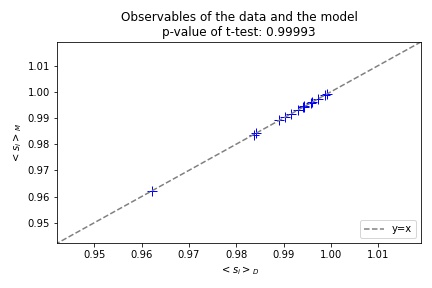 Observables of the data and the model
p-value of t-test: 0.99993
1.01
1.00
0.99
0.98
0.97
0.96
0.95
< s_i >_M
y=x
0.95 0.96 0.97 0.98 0.99 1.00 1.01
< s_i >_D